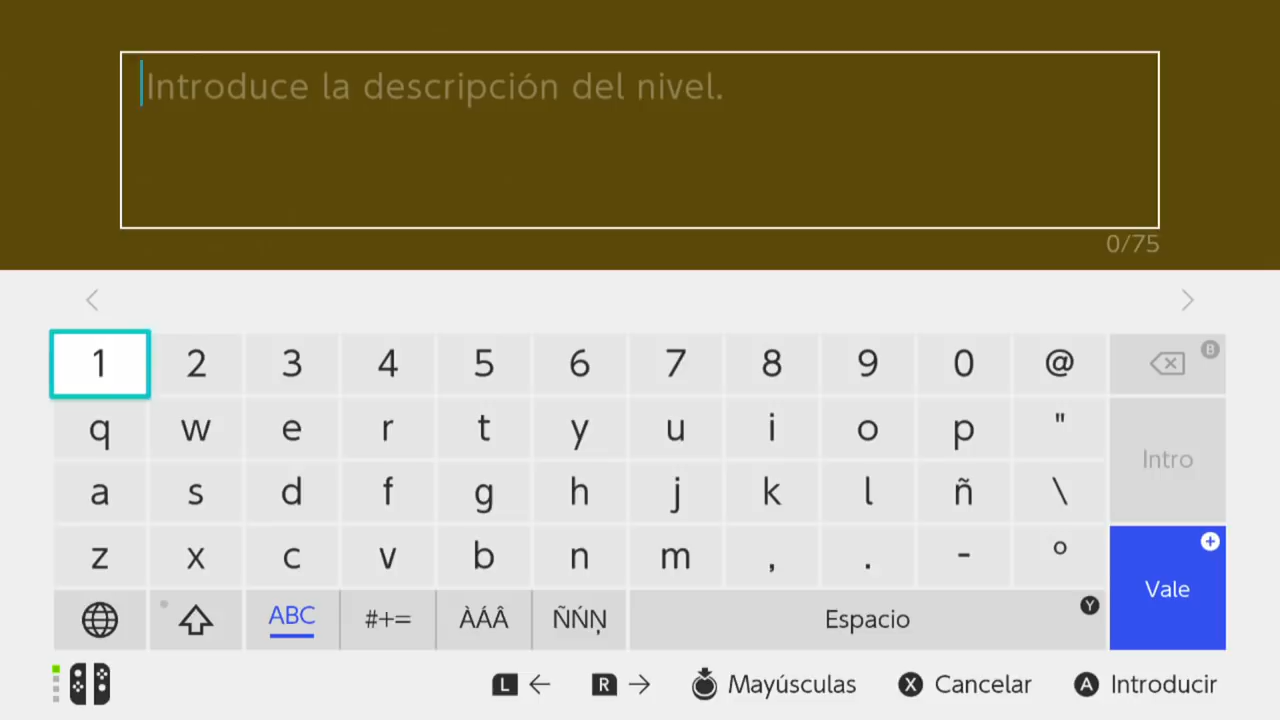 Introduce la descripción del nivel.
0/75
1 2 3 4 5 6 7 8 9 0 @ B
q w e r t y u i o p "
Intro
a s d f g h j k l ñ \
z x c v b n m , . - º
Vale
ABC #+= ÀÁÂ ÑŃŅ Espacio Y
L ← R → Mayúsculas X Cancelar A Introducir